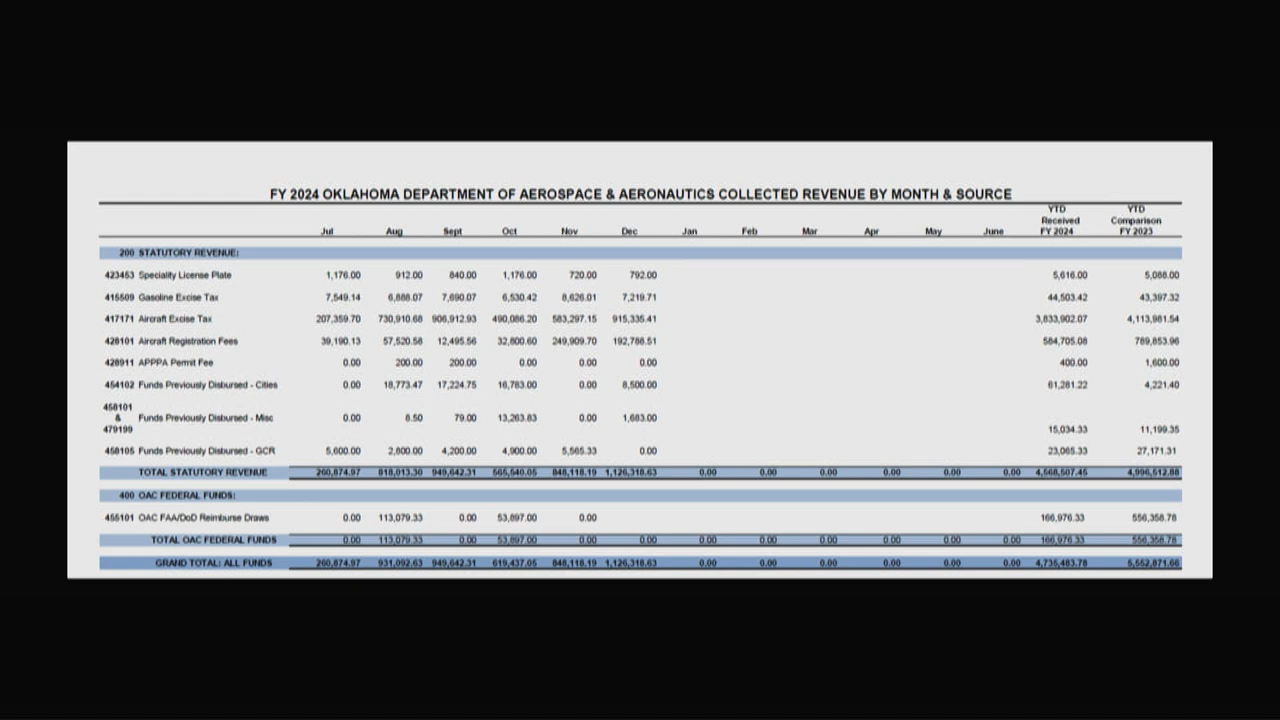 FY 2024 OKLAHOMA DEPARTMENT OF AEROSPACE & AERONAUTICS COLLECTED REVENUE BY MONTH & SOURCE
Jul Aug Sept Oct Nov Dec Jan Feb Mar Apr May June YTD Received FY 2024 YTD Comparison FY 2023
200 STATUTORY REVENUE:
423453 Specialty License Plate 1,176.00 912.00 840.00 1,176.00 720.00 792.00 5,616.00 5,088.00
415509 Gasoline Excise Tax 7,549.14 6,888.07 7,690.07 6,530.42 8,626.01 7,219.71 44,503.42 43,397.32
417171 Aircraft Excise Tax 207,359.70 730,910.68 906,912.93 490,086.20 583,297.15 915,335.41 3,833,902.07 4,113,981.54
428101 Aircraft Registration Fees 39,190.13 57,520.58 12,495.56 32,800.60 249,909.70 192,788.51 584,705.08 789,853.96
428911 APPPA Permit Fee 0.00 200.00 200.00 0.00 0.00 0.00 400.00 1,600.00
454102 Funds Previously Disbursed - Cities 0.00 18,773.47 17,224.75 16,783.00 0.00 8,500.00 61,281.22 4,221.40
458101 & 479199 Funds Previously Disbursed - Misc 0.00 8.50 79.00 13,263.83 0.00 1,683.00 15,034.33 11,199.35
458105 Funds Previously Disbursed - GCR 5,600.00 2,800.00 4,200.00 4,900.00 5,565.33 0.00 23,065.33 27,171.31
TOTAL STATUTORY REVENUE 260,874.97 818,013.30 949,642.31 565,540.05 848,118.19 1,126,318.63 0.00 0.00 0.00 0.00 0.00 0.00 4,568,507.45 4,996,512.88
400 OAC FEDERAL FUNDS:
455101 OAC FAA/DoD Reimburse Draws 0.00 113,079.33 0.00 53,897.00 0.00 166,976.33 556,358.78
TOTAL OAC FEDERAL FUNDS 0.00 113,079.33 0.00 53,897.00 0.00 0.00 0.00 0.00 0.00 0.00 0.00 0.00 166,976.33 556,358.78
GRAND TOTAL: ALL FUNDS 260,874.97 931,092.63 949,642.31 619,437.05 848,118.19 1,126,318.63 0.00 0.00 0.00 0.00 0.00 0.00 4,735,483.78 5,552,871.66